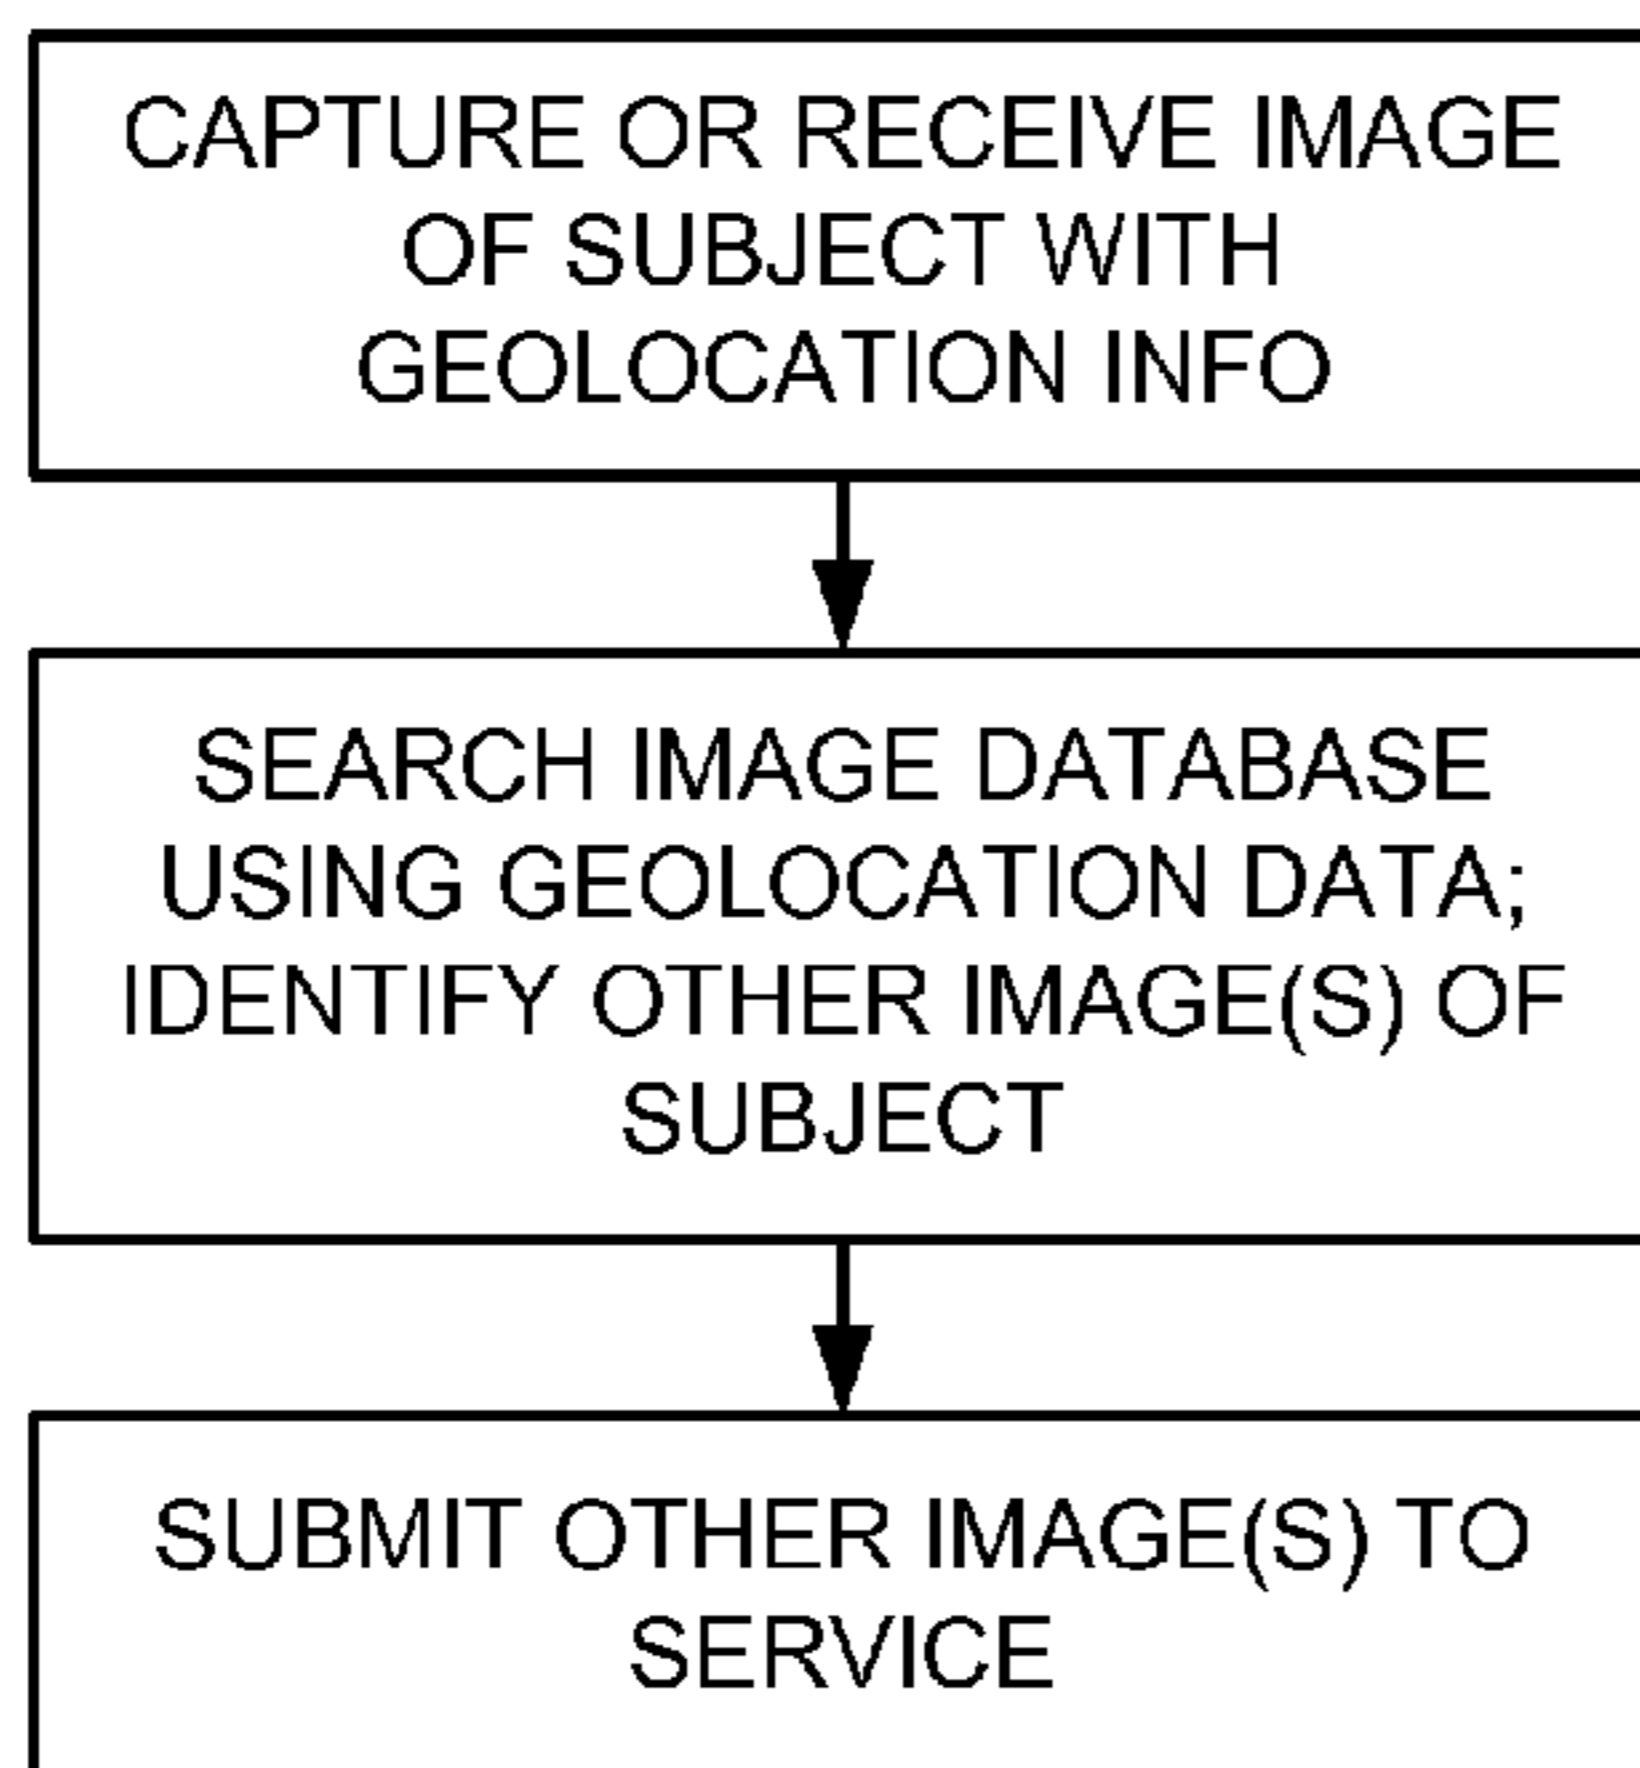 CAPTURE OR RECEIVE IMAGE
OF SUBJECT WITH
GEOLOCATION INFO
SEARCH IMAGE DATABASE
USING GEOLOCATION DATA;
IDENTIFY OTHER IMAGE(S) OF
SUBJECT
SUBMIT OTHER IMAGE(S) TO
SERVICE